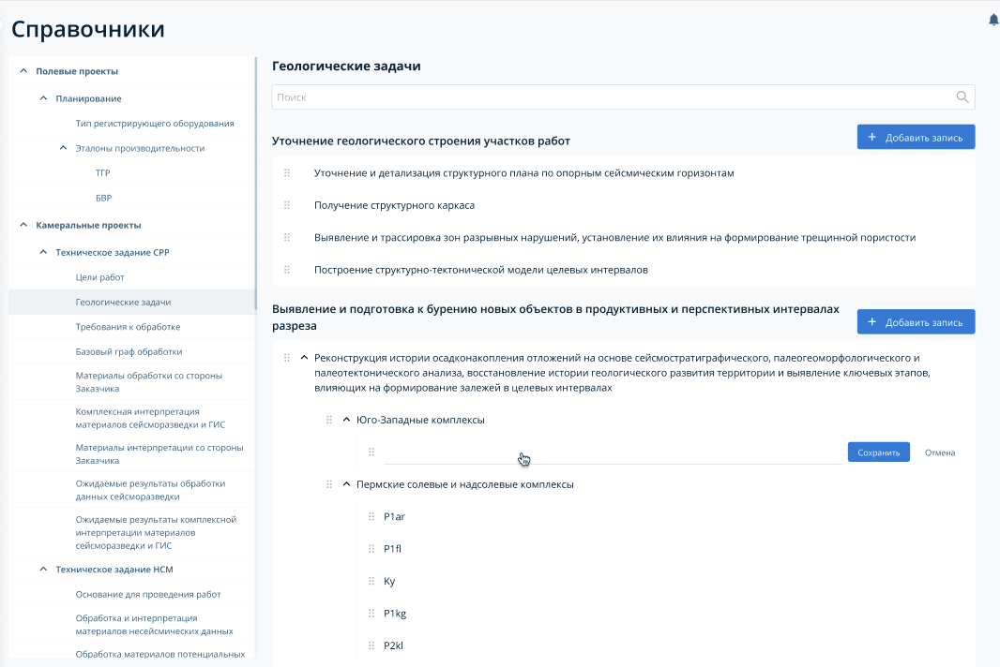 Справочники
Полевые проекты
Планирование
Тип регистрирующего оборудования
Эталоны производительности
ТГР
БВР
Камеральные проекты
Техническое задание СРР
Цели работ
Геологические задачи
Требования к обработке
Базовый граф обработки
Материалы обработки со стороны
Заказчика
Комплексная интерпретация
материалов сейсморазведки и ГИС
Материалы интерпретации со стороны
Заказчика
Ожидаемые результаты обработки
данных сейсморазведки
Ожидаемые результаты комплексной
интерпретации материалов
сейсморазведки и ГИС
Техническое задание НСМ
Основание для проведения работ
Обработка и интерпретация
материалов несейсмических данных
Обработка материалов потенциальных
Геологические задачи
Поиск
Уточнение геологического строения участков работ
+ Добавить запись
Уточнение и детализация структурного плана по опорным сейсмическим горизонтам
Получение структурного каркаса
Выявление и трассировка зон разрывных нарушений, установление их влияния на формирование трещинной пористости
Построение структурно-тектонической модели целевых интервалов
Выявление и подготовка к бурению новых объектов в продуктивных и перспективных интервалах
разреза
+ Добавить запись
Реконструкция истории осадконакопления отложений на основе сейсмостратиграфического, палеогеоморфологического и
палеотектонического анализа, восстановление истории геологического развития территории и выявление ключевых этапов,
влияющих на формирование залежей в целевых интервалах
Юго-Западные комплексы
Сохранить
Отмена
Пермские солевые и надсолевые комплексы
P1ar
P1fl
Ky
P1kg
P2kl